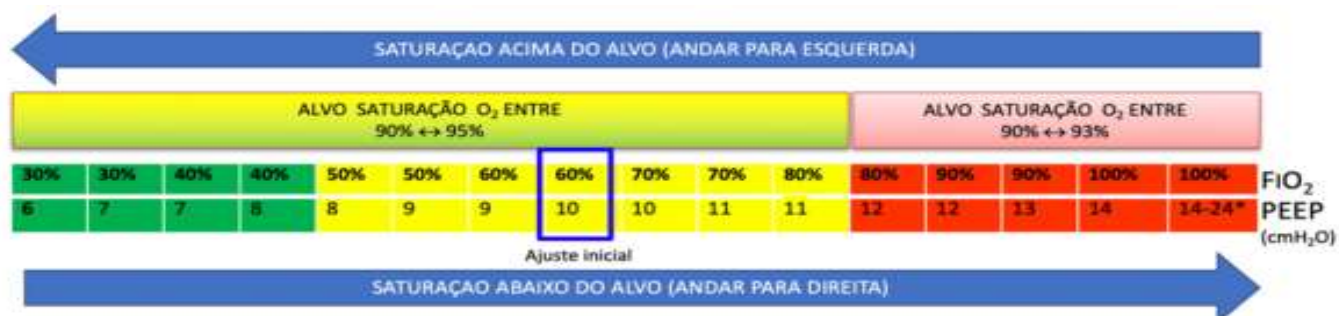 SATURAÇAO ACIMA DO ALVO (ANDAR PARA ESQUERDA)
ALVO SATURAÇÃO O₂ ENTRE
90% ↔ 95%
ALVO SATURAÇÃO O₂ ENTRE
90% ↔ 93%
30% 30% 40% 40% 50% 50% 60% 60% 70% 70% 80% 80% 90% 90% 100% 100% FIO₂
6 7 7 8 8 9 9 10 10 11 11 12 12 13 14 14-24* PEEP
(cmH₂O)
Ajuste inicial
SATURAÇAO ABAIXO DO ALVO (ANDAR PARA DIREITA)